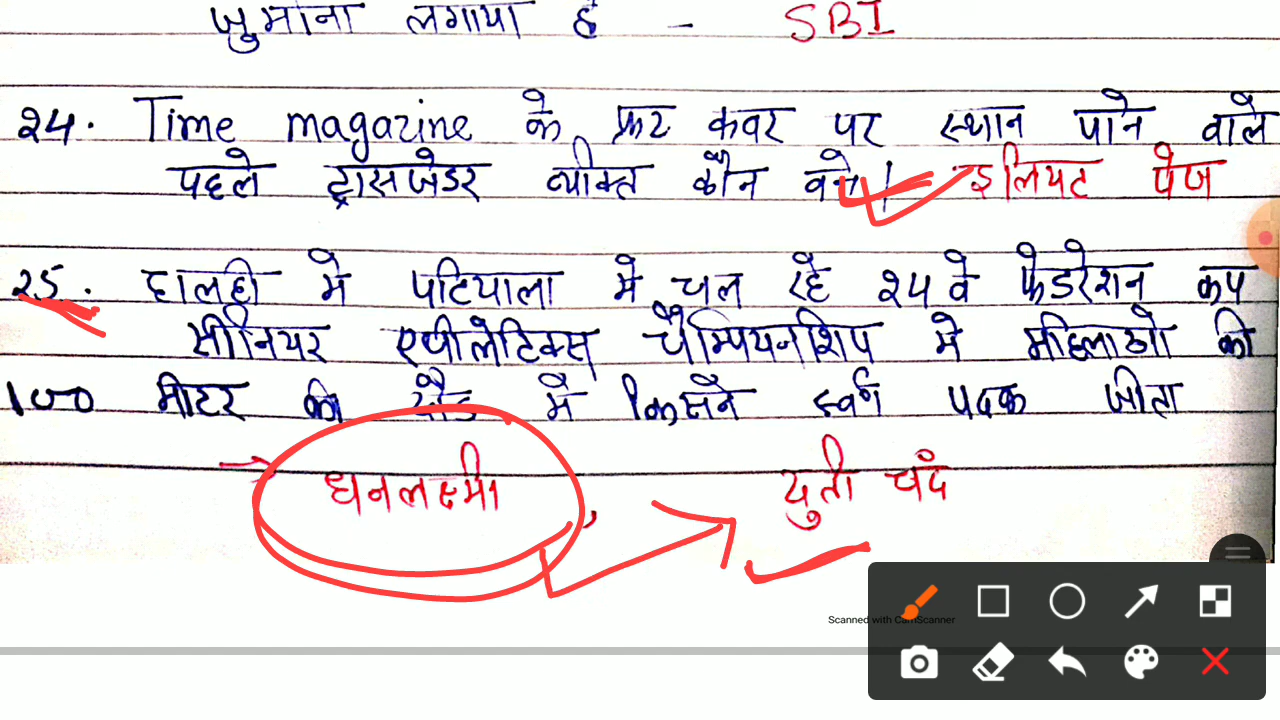 जुर्माना लगाया है - SBI
24. Time magazine के फ्रंट कवर पर स्थान पाने वाले
पहले ट्रांसजेंडर व्यक्ति कौन बने। इलियट पेज
25. हालही में पटियाला में चल रहे 24 वे फेडरेशन कप
सीनियर एथीलेटिक्स चैम्पियनशिप में महिलाओ की
100 मीटर की दौड में किसने स्वर्ण पदक जीता
→ धनलक्ष्मी, दुती चंद
Scanned with CamScanner